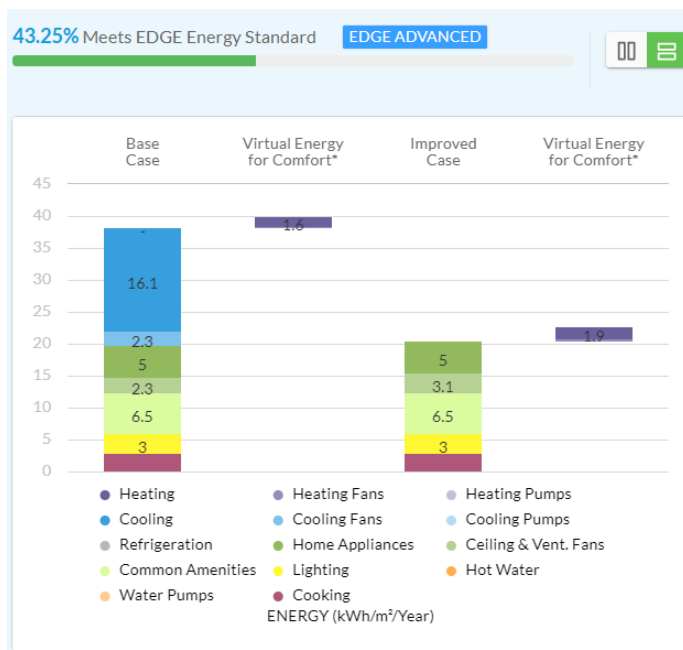 43.25% Meets EDGE Energy Standard EDGE ADVANCED
Base Case
Virtual Energy for Comfort*
Improved Case
Virtual Energy for Comfort*
45
40
35
30
25
20
15
10
5
0
-
16.1
2.3
5
2.3
6.5
3
1.6
5
3.1
6.5
3
1.9
Heating Heating Fans Heating Pumps
Cooling Cooling Fans Cooling Pumps
Refrigeration Home Appliances Ceiling & Vent. Fans
Common Amenities Lighting Hot Water
Water Pumps Cooking
ENERGY (kWh/m²/Year)